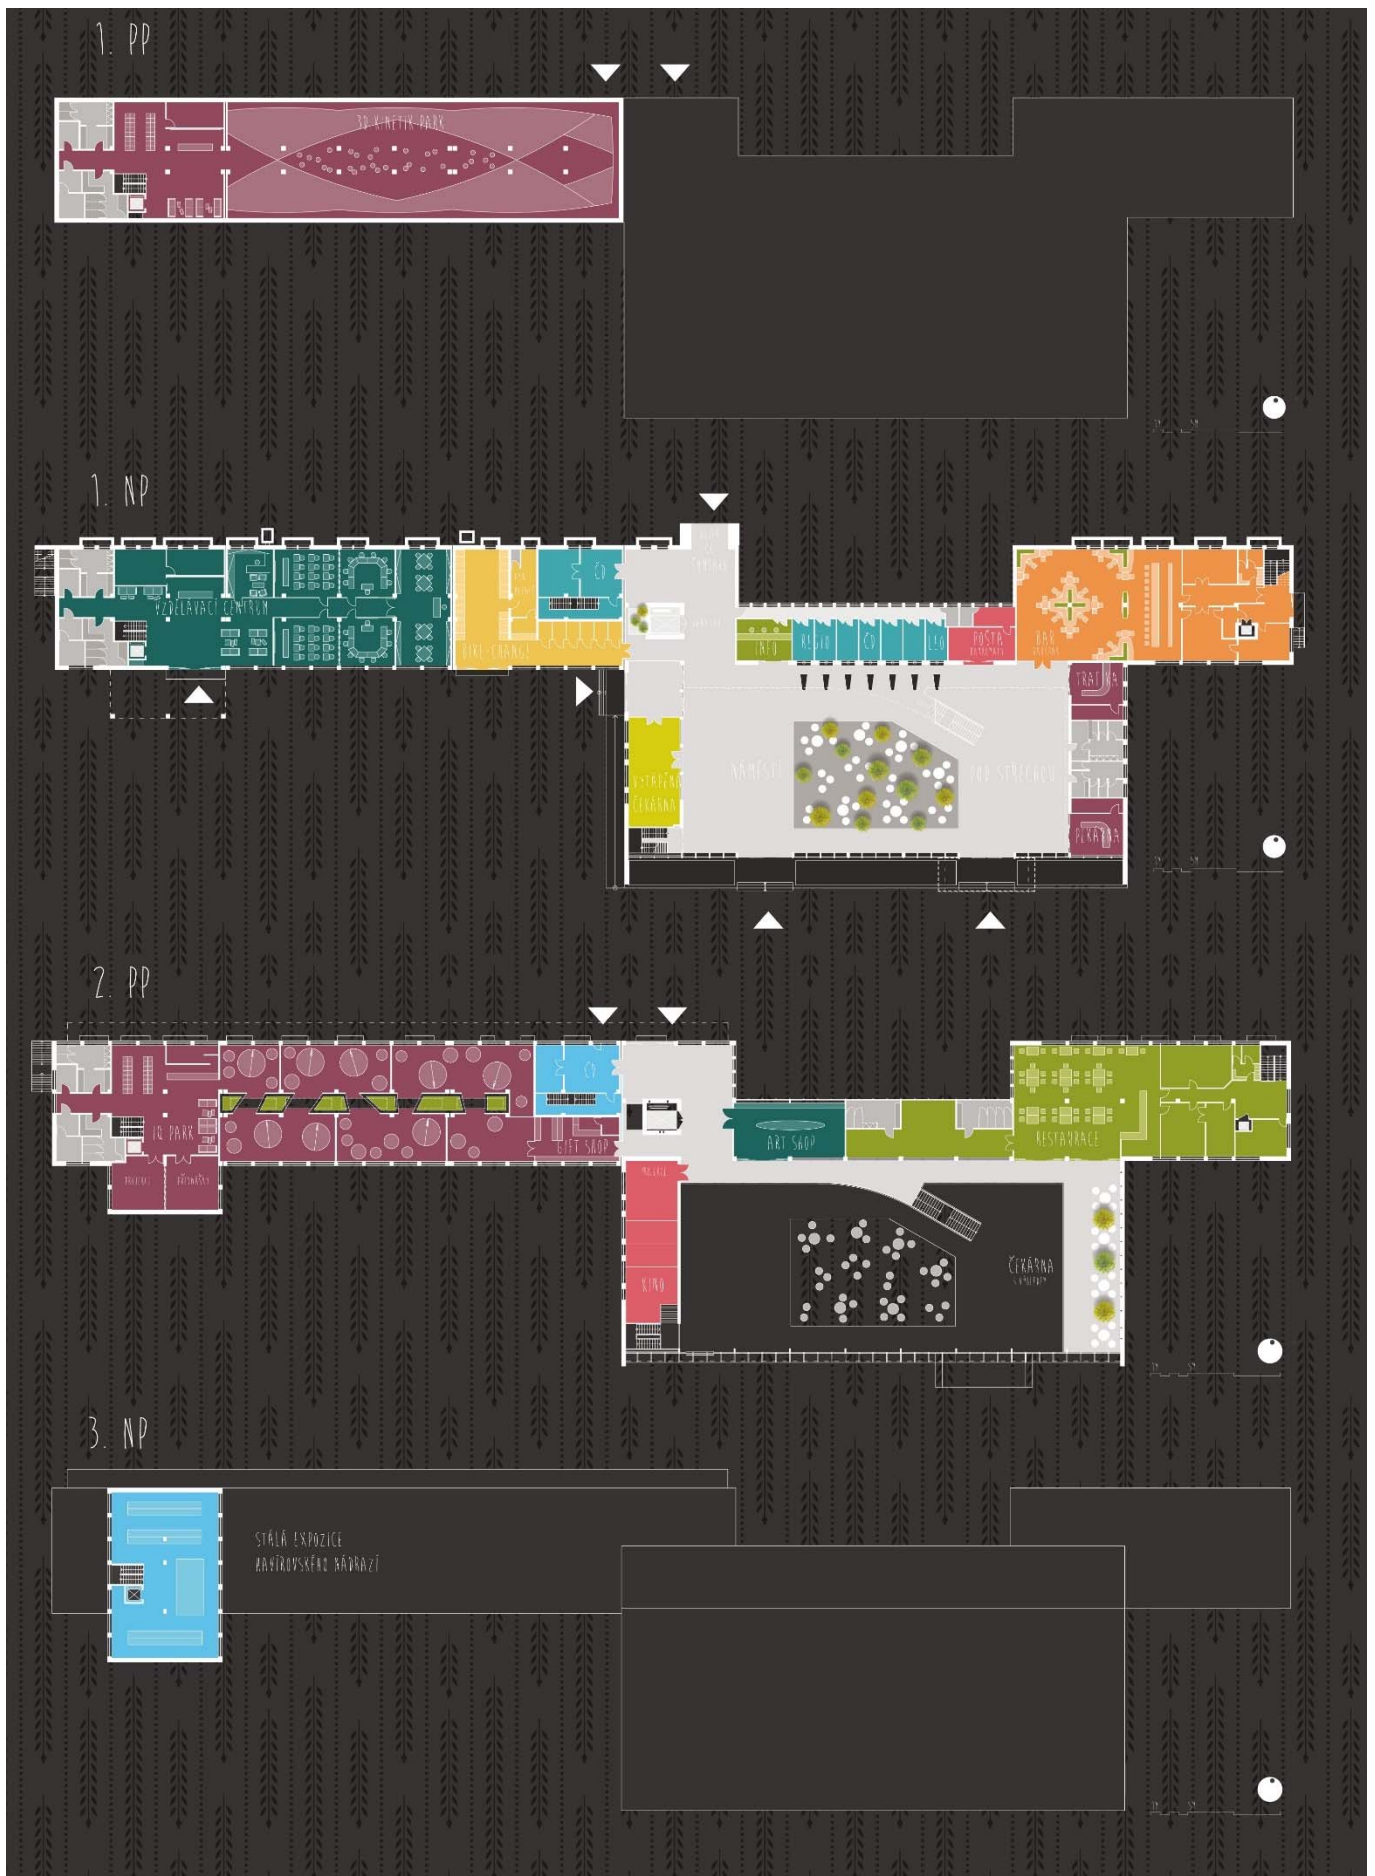 1. PP
3D KINETIK PARK
1. NP
ČD
VZDĚLÁVACÍ CENTRUM
BIKE-CHANGE
INFO
REGIO
ČD
LEO
POŠTA
BAR
TRAFIKA
VYTÁPĚNÁ
ČEKÁRNA
NÁMĚSTÍ
POD STŘECHOU
PEKÁRNA
2. PP
ČD
IQ PARK
GIFT SHOP
ART SHOP
RESTAURACE
GALERIE
KINO
ČEKÁRNA
3. NP
STÁLÁ EXPOZICE
HAVÍŘOVSKÉHO NÁDRAŽÍ